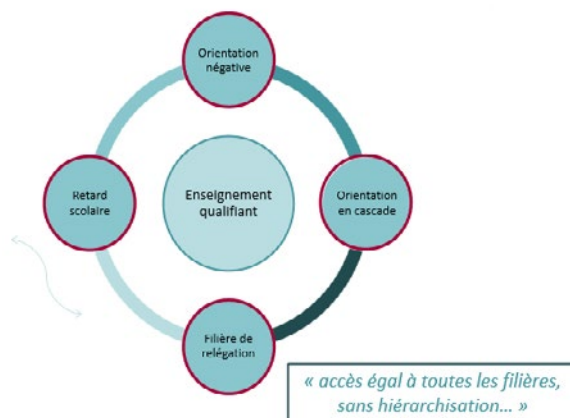 Orientation
négative
Retard
scolaire
Enseignement
qualifiant
Orientation
en cascade
Filière de
relégation
« accès égal à toutes les filières,
sans hiérarchisation... »